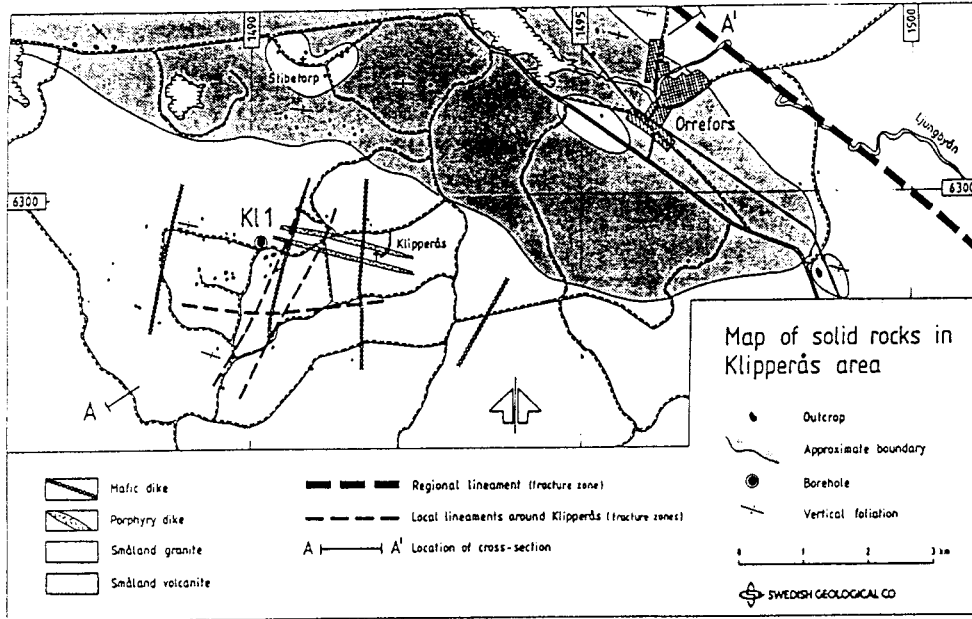 1490
1495
1500
A'
Stibetorp
Orrefors
Ljungbyån
6300
6300
Kl 1
Klipperås
A
Map of solid rocks in
Klipperås area
Outcrop
Approximate boundary
Borehole
Vertical foliation
0 1 2 3 km
SWEDISH GEOLOGICAL CO
Mafic dike
Porphyry dike
Småland granite
Småland volcanite
Regional lineament (fracture zone)
Local lineaments around Klipperås (fracture zones)
A A' Location of cross-section